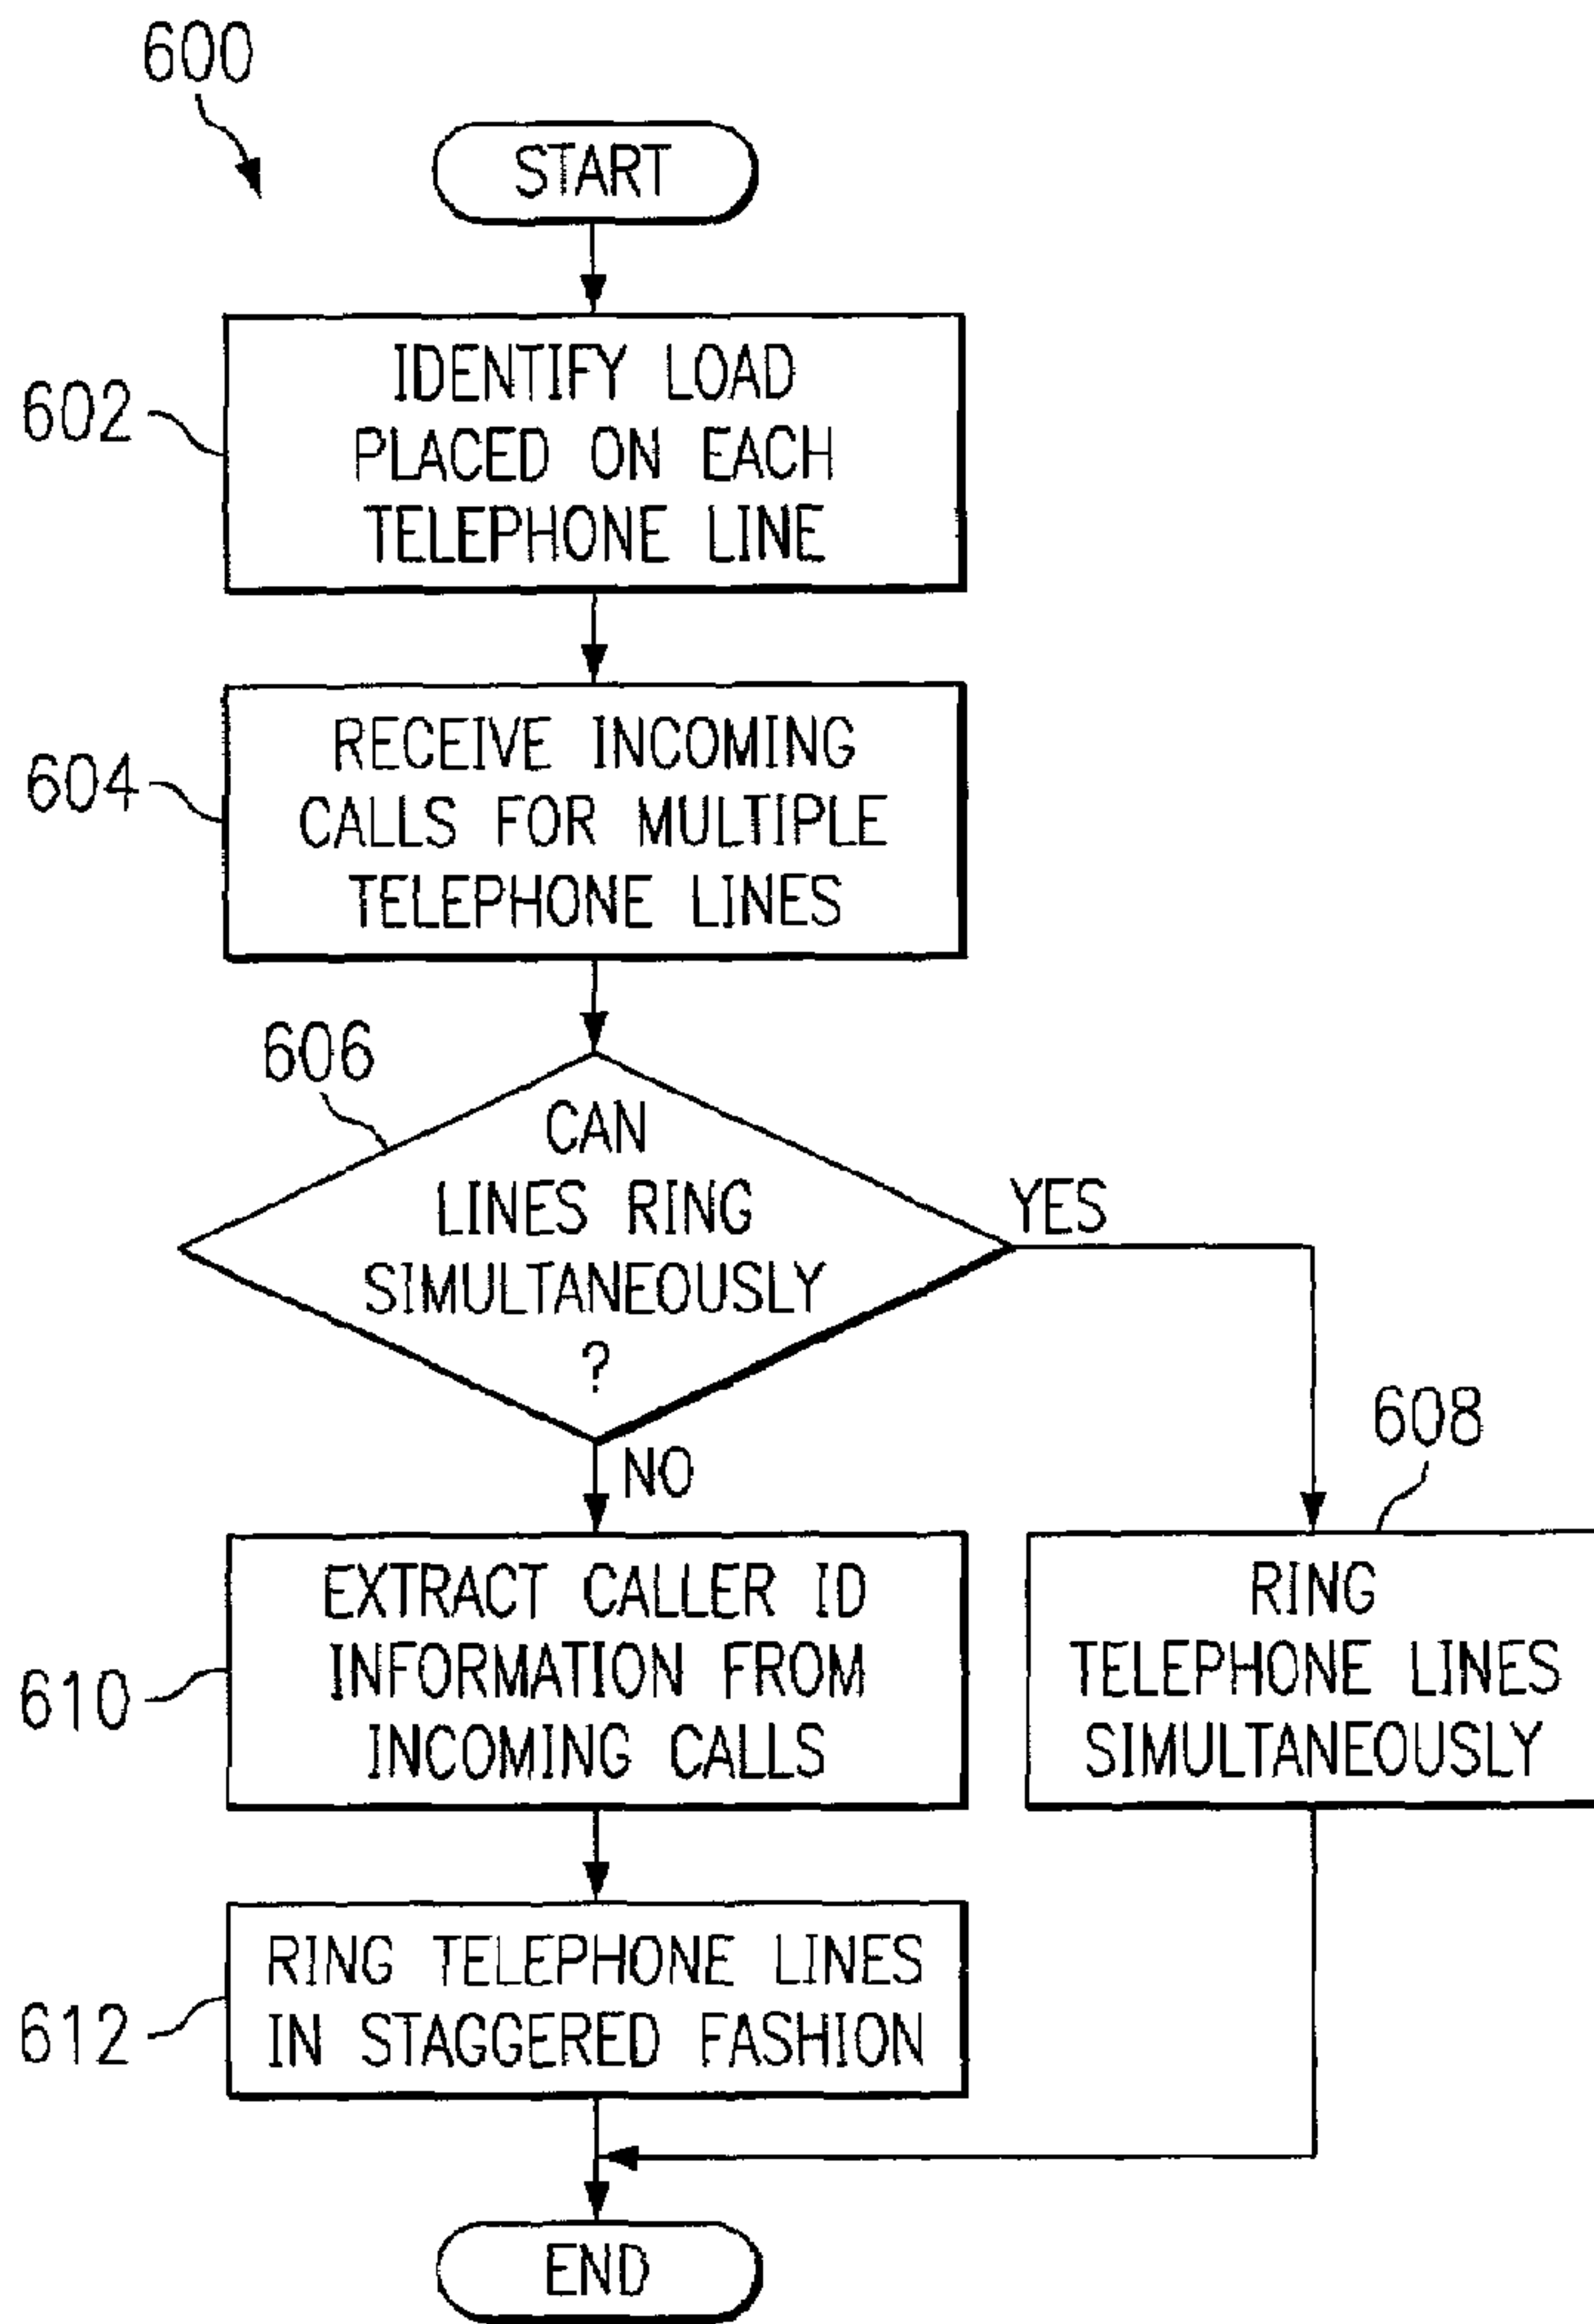 600
START
602
IDENTIFY LOAD
PLACED ON EACH
TELEPHONE LINE
604
RECEIVE INCOMING
CALLS FOR MULTIPLE
TELEPHONE LINES
606
CAN
LINES RING
SIMULTANEOUSLY
?
YES
NO
608
RING
TELEPHONE LINES
SIMULTANEOUSLY
610
EXTRACT CALLER ID
INFORMATION FROM
INCOMING CALLS
612
RING TELEPHONE LINES
IN STAGGERED FASHION
END